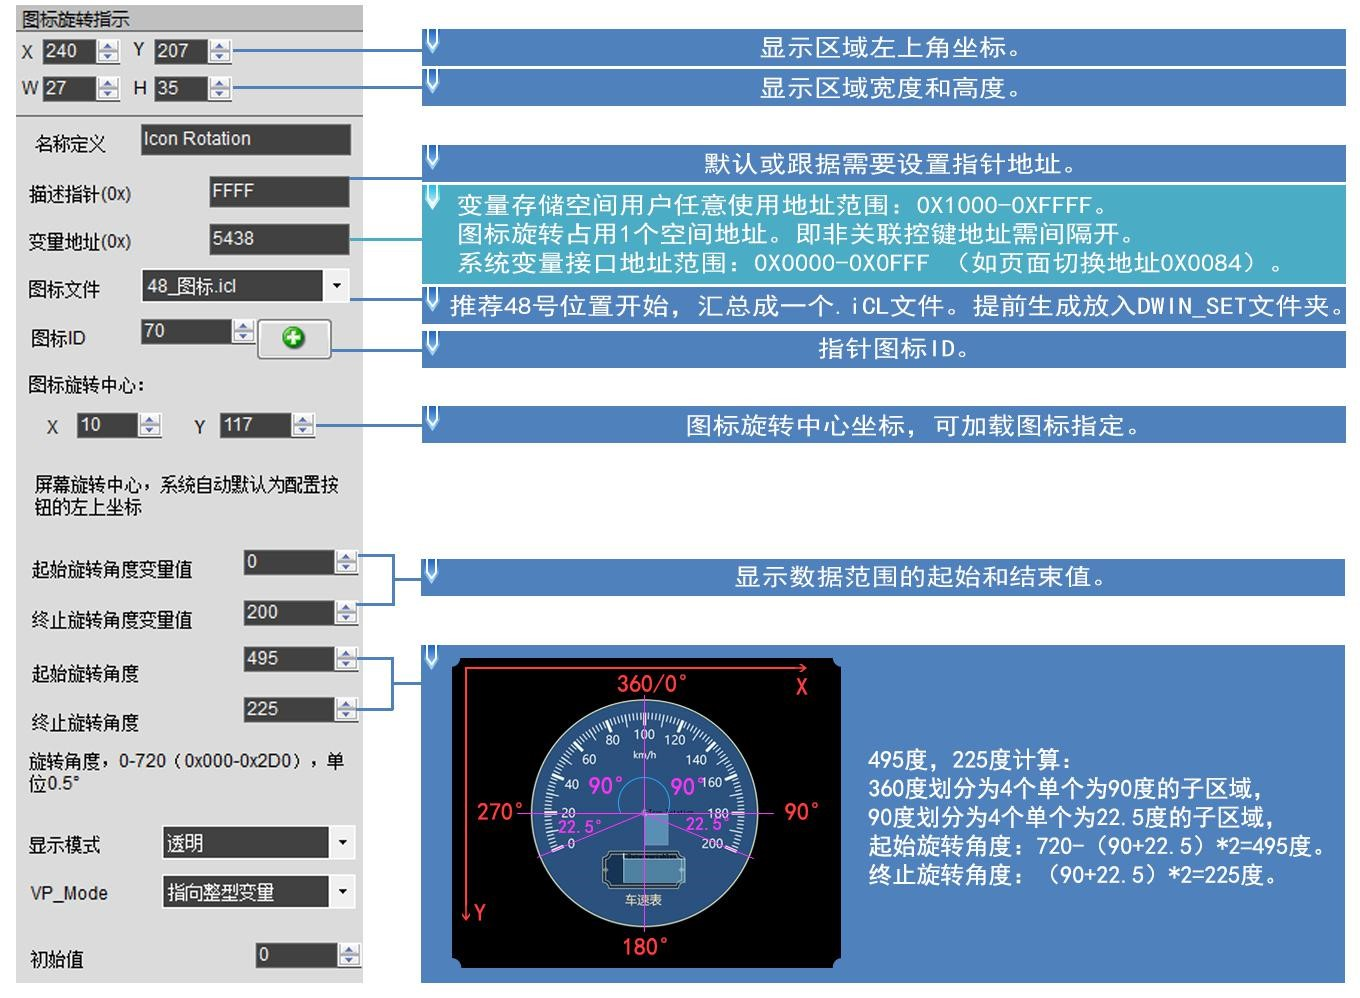 图标旋转指示
X 240 Y 207
显示区域左上角坐标。
W 27 H 35
显示区域宽度和高度。
名称定义 Icon Rotation
默认或跟据需要设置指针地址。
描述指针(0x) FFFF
变量存储空间用户任意使用地址范围：0X1000-0XFFFF。
图标旋转占用1个空间地址。即非关联控键地址需间隔开。
系统变量接口地址范围：0X0000-0X0FFF （如页面切换地址0X0084）。
变量地址(0x) 5438
图标文件 48_图标.icl
推荐48号位置开始，汇总成一个.iCL文件。提前生成放入DWIN_SET文件夹。
图标ID 70
指针图标ID。
图标旋转中心：
X 10 Y 117
图标旋转中心坐标，可加载图标指定。
屏幕旋转中心，系统自动默认为配置按
钮的左上坐标
起始旋转角度变量值 0
显示数据范围的起始和结束值。
终止旋转角度变量值 200
起始旋转角度 495
终止旋转角度 225
旋转角度，0-720（0x000-0x2D0），单
位0.5°
显示模式 透明
VP_Mode 指向整型变量
初始值 0
360/0°
X
80 100 120
km/h
60 140
40 90° 90° 160
270° 20 180 90°
22.5° 22.5°
0 200
车速表
Y
180°
495度，225度计算：
360度划分为4个单个为90度的子区域，
90度划分为4个单个为22.5度的子区域，
起始旋转角度：720-（90+22.5）*2=495度。
终止旋转角度：（90+22.5）*2=225度。